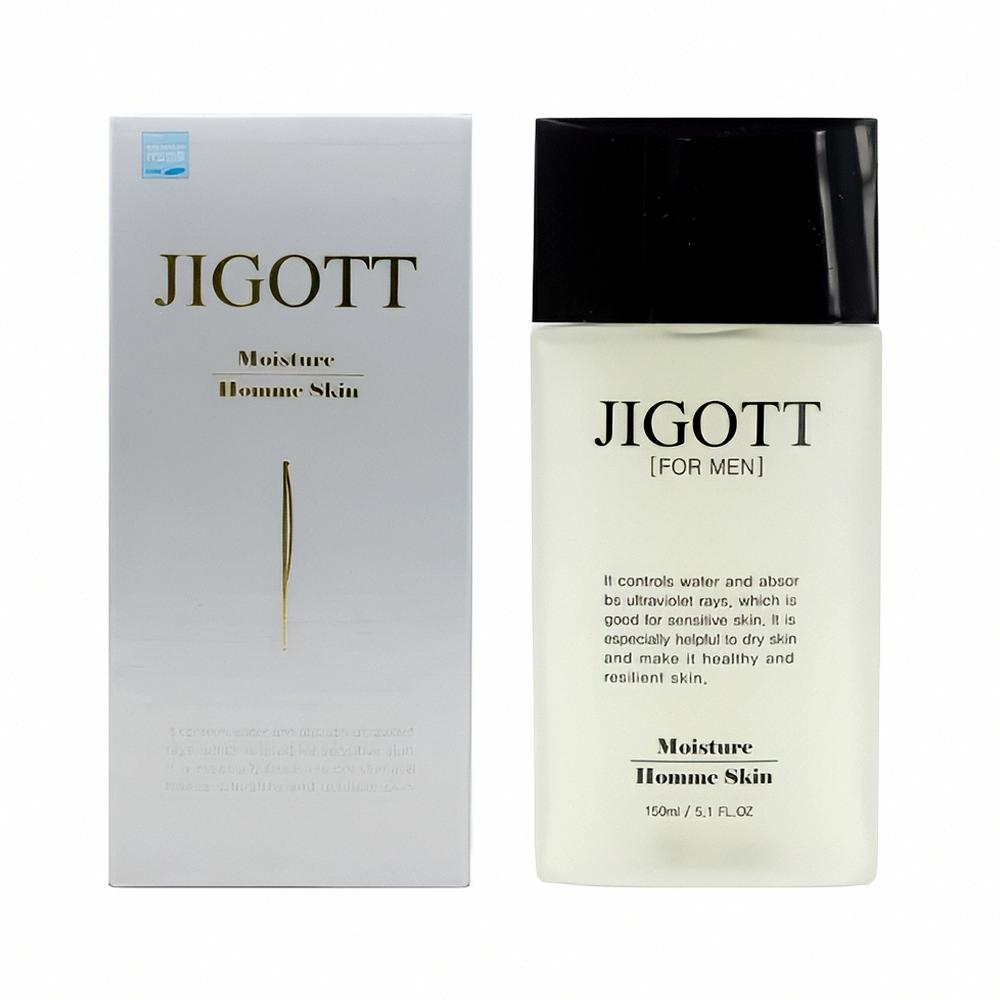 JIGOTT
Moisture
Homme Skin
JIGOTT
[FOR MEN]
It controls water and absor
bs ultraviolet rays, which is
good for sensitive skin. It is
especially helpful to dry skin
and make it healthy and
resilient skin.
Moisture
Homme Skin
150ml / 5.1 FL.OZ